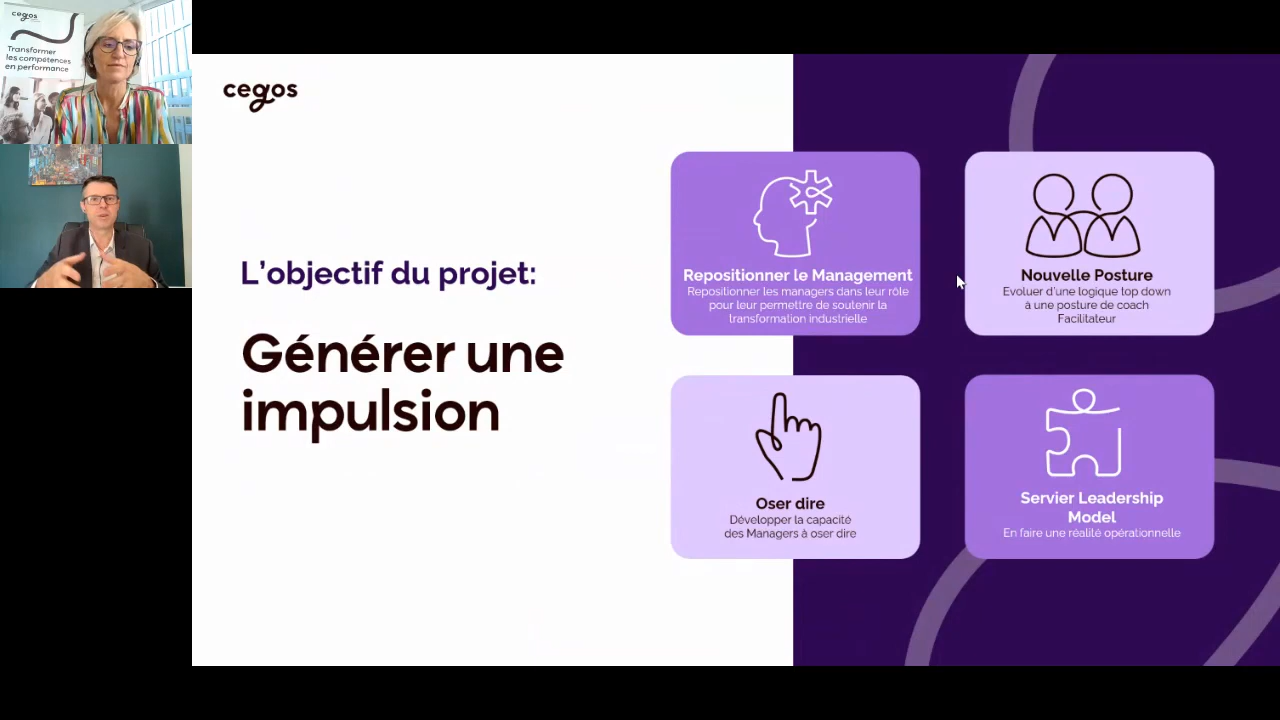 cegos
Transformer
les compétences
en performance
cegos
L'objectif du projet:
Générer une
impulsion
Repositionner le Management
Repositionner les managers dans leur rôle
pour leur permettre de soutenir la
transformation industrielle
Nouvelle Posture
Evoluer d'une logique top down
à une posture de coach
Facilitateur
Oser dire
Développer la capacité
des Managers à oser dire
Servier Leadership
Model
En faire une réalité opérationnelle